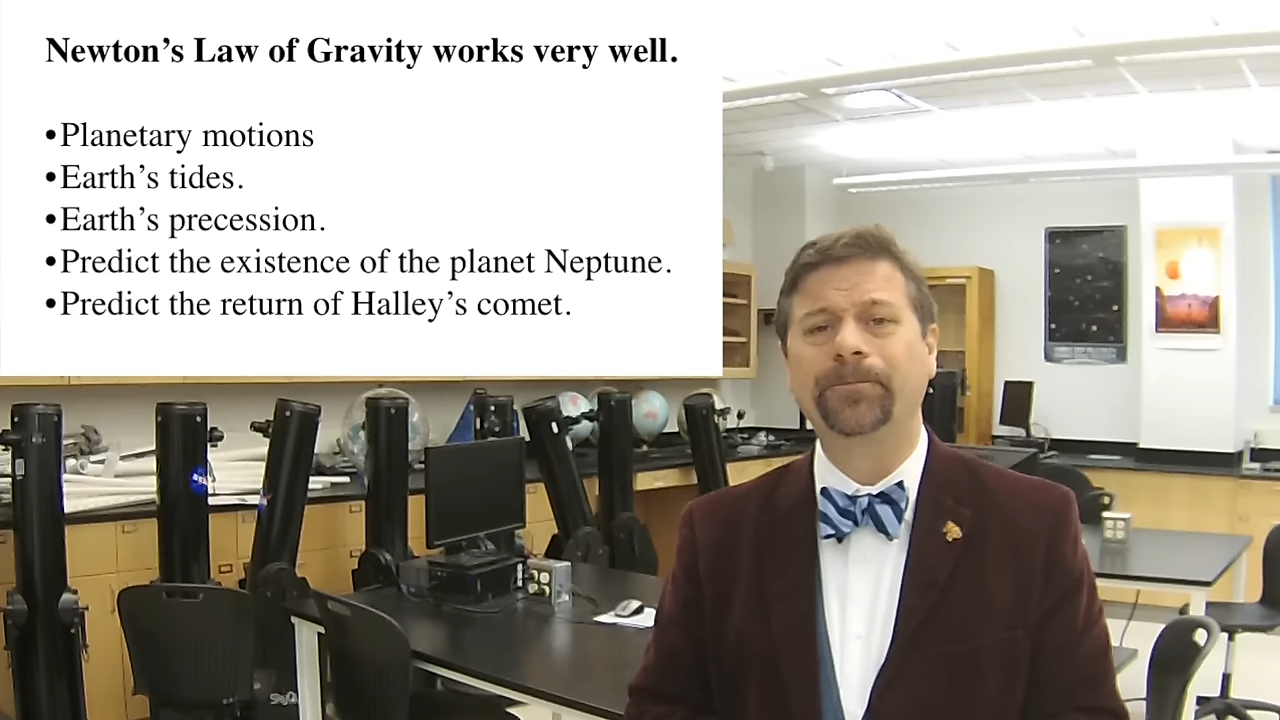 Newton’s Law of Gravity works very well.
•Planetary motions
•Earth’s tides.
•Earth’s precession.
•Predict the existence of the planet Neptune.
•Predict the return of Halley’s comet.